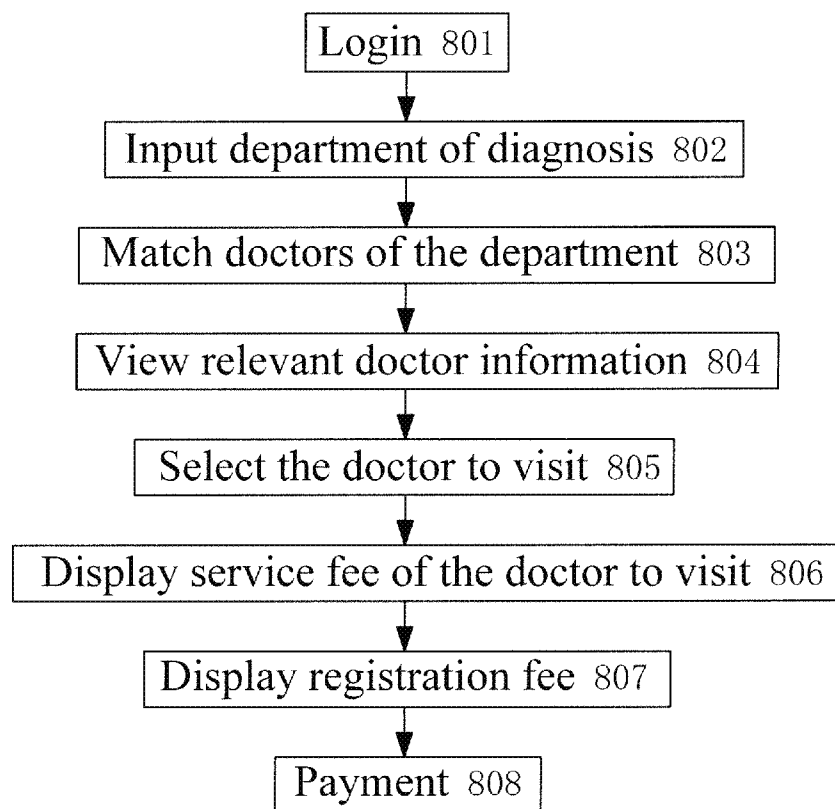 Login 801
Input department of diagnosis 802
Match doctors of the department 803
View relevant doctor information 804
Select the doctor to visit 805
Display service fee of the doctor to visit 806
Display registration fee 807
Payment 808